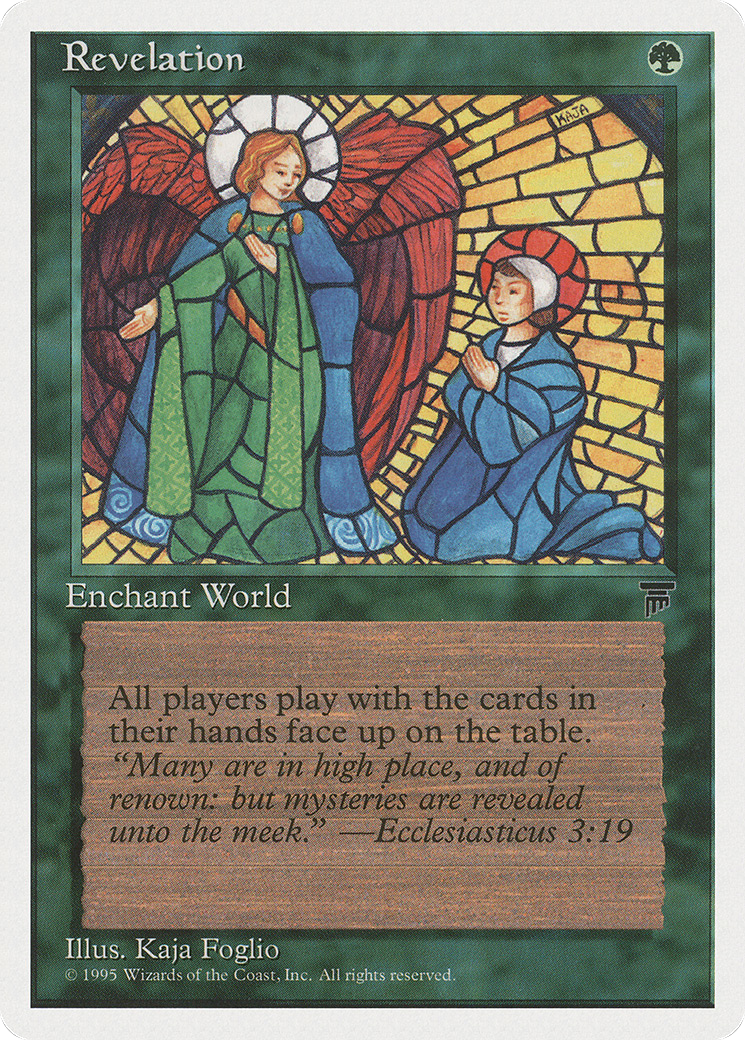 Revelation
KAJA
Enchant World
All players play with the cards in
their hands face up on the table.
“Many are in high place, and of
renown: but mysteries are revealed
unto the meek.” —Ecclesiasticus 3:19
Illus. Kaja Foglio
© 1995 Wizards of the Coast, Inc. All rights reserved.